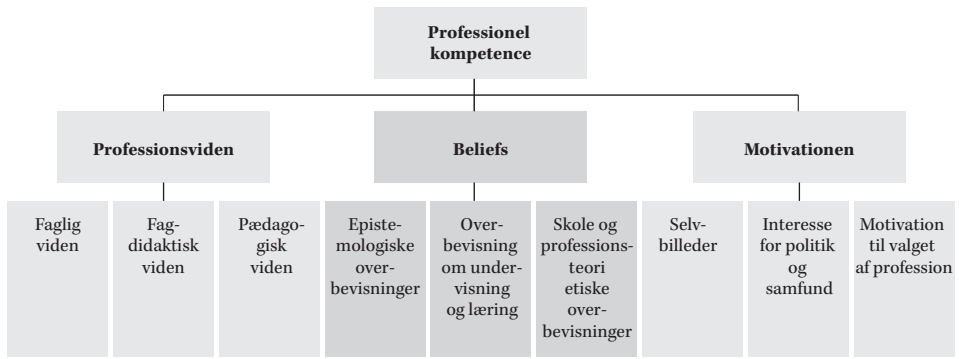 Professionel
kompetence
Professionsviden
Beliefs
Motivationen
Faglig
viden
Fag-
didaktisk
viden
Pædago-
gisk
viden
Episte-
mologiske
over-
bevisninger
Over-
bevisning
om under-
visning
og læring
Skole og
professions-
teori
etiske
over-
bevisninger
Selv-
billeder
Interesse
for politik
og
samfund
Motivation
til valget
af profession